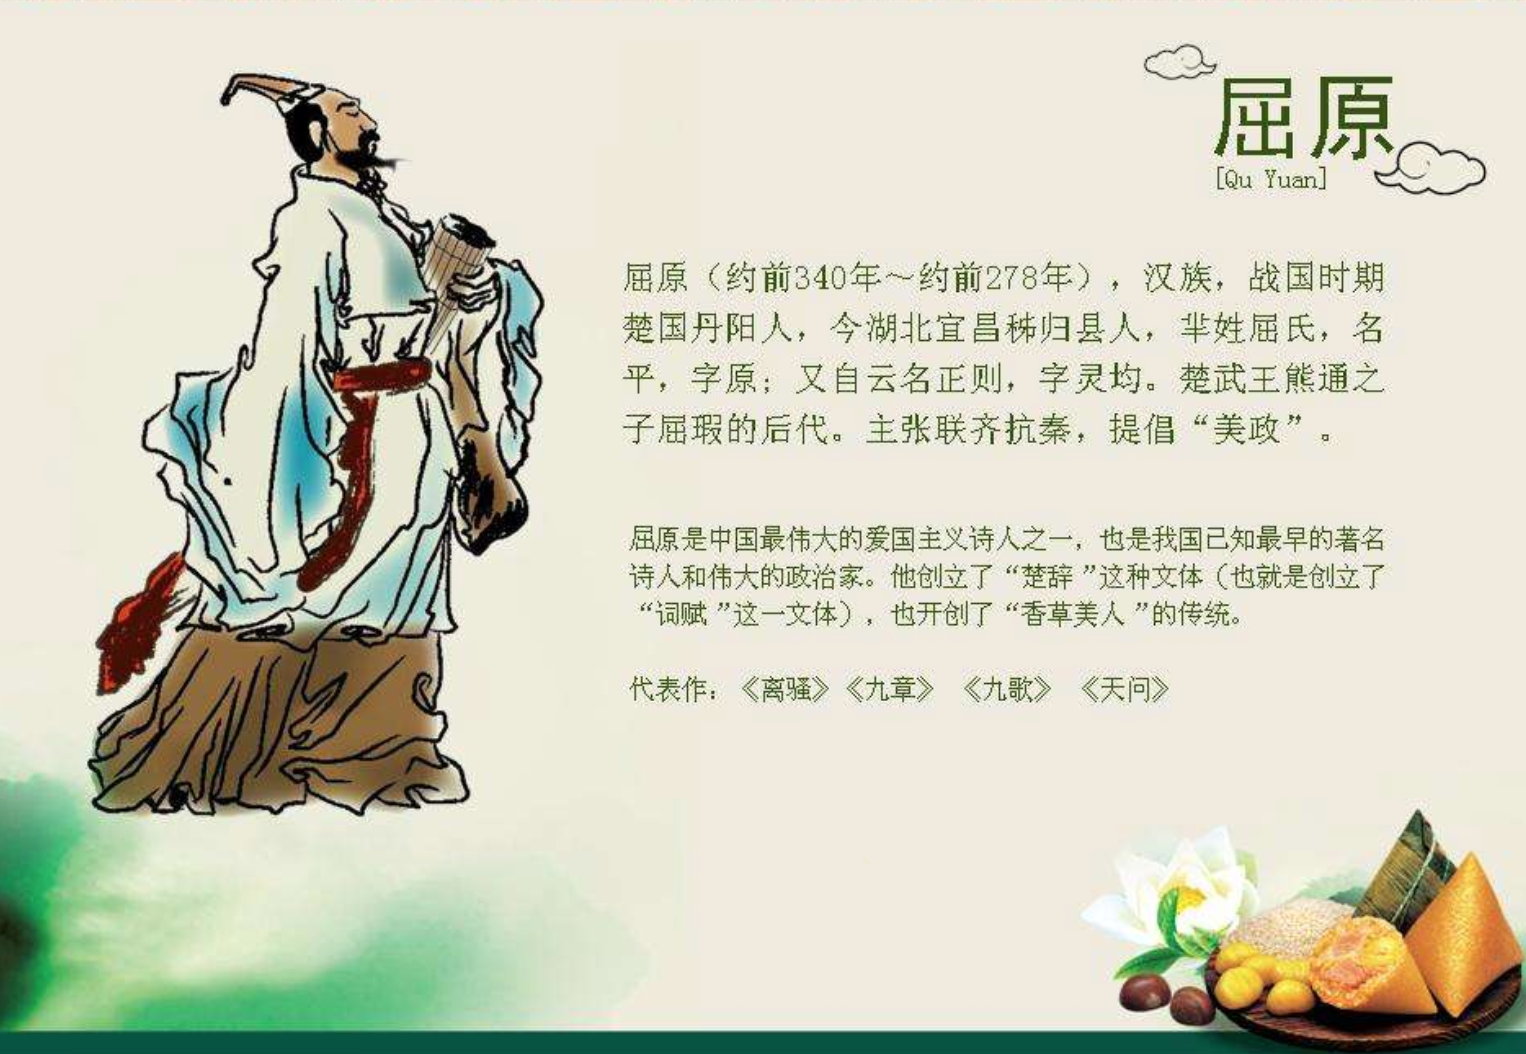 屈原
[Qu Yuan]
屈原（约前340年～约前278年），汉族，战国时期
楚国丹阳人，今湖北宜昌秭归县人，芈姓屈氏，名
平，字原；又自云名正则，字灵均。楚武王熊通之
子屈瑕的后代。主张联齐抗秦，提倡“美政”。
屈原是中国最伟大的爱国主义诗人之一，也是我国已知最早的著名
诗人和伟大的政治家。他创立了“楚辞”这种文体（也就是创立了
“词赋”这一文体），也开创了“香草美人”的传统。
代表作：《离骚》《九章》 《九歌》 《天问》